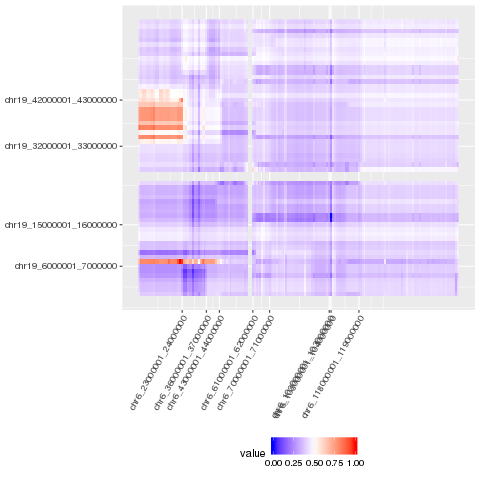 chr19_42000001_43000000
chr19_32000001_33000000
chr19_15000001_16000000
chr19_6000001_7000000
chr6_23000001_24000000
chr6_36000001_37000000
chr6_43000001_44000000
chr6_61000001_62000000
chr6_70000001_71000000
chr6_118000001_119000000
value
0.00 0.25 0.50 0.75 1.00